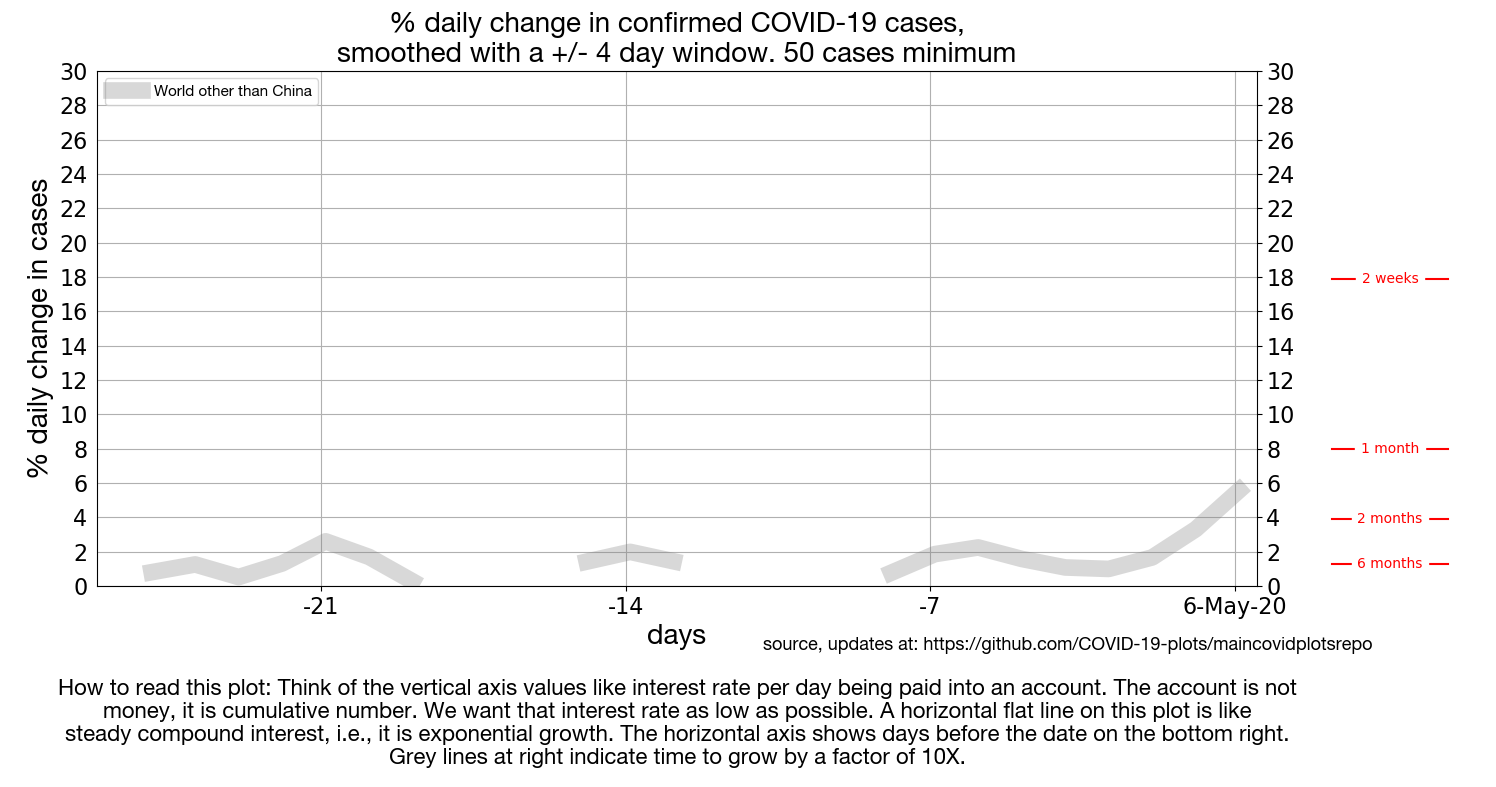 % daily change in confirmed COVID-19 cases,
smoothed with a +/- 4 day window. 50 cases minimum
World other than China
% daily change in cases
30
28
26
24
22
20
18
16
14
12
10
8
6
4
2
0
30
28
26
24
22
20
18
16
14
12
10
8
6
4
2
0
2 weeks
1 month
2 months
6 months
-21 -14 -7 6-May-20
days
source, updates at: https://github.com/COVID-19-plots/maincovidplotsrepo
How to read this plot: Think of the vertical axis values like interest rate per day being paid into an account. The account is not
money, it is cumulative number. We want that interest rate as low as possible. A horizontal flat line on this plot is like
steady compound interest, i.e., it is exponential growth. The horizontal axis shows days before the date on the bottom right.
Grey lines at right indicate time to grow by a factor of 10X.